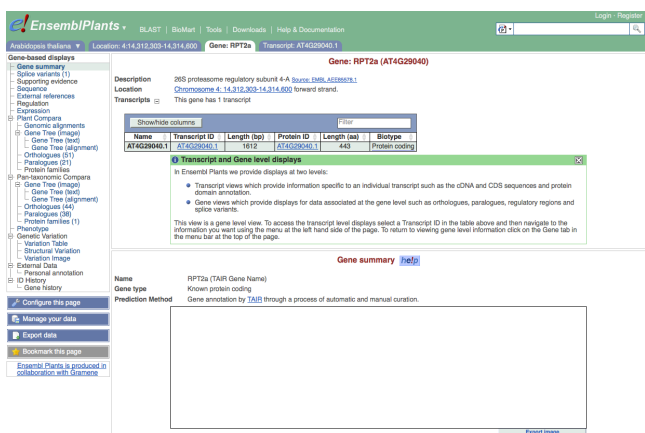 Login · Register
e! EnsemblPlants
BLAST | BioMart | Tools | Downloads | Help & Documentation
Arabidopsis thaliana ▼ Location: 4:14,312,303-14,314,600 Gene: RPT2a Transcript: AT4G29040.1
Gene-based displays
Gene summary
Splice variants (1)
Supporting evidence
Sequence
External references
Regulation
Expression
Plant Compara
Genomic alignments
Gene Tree (image)
Gene Tree (text)
Gene Tree (alignment)
Orthologues (51)
Paralogues (21)
Protein families
Pan-taxonomic Compara
Gene Tree (image)
Gene Tree (text)
Gene Tree (alignment)
Orthologues (44)
Paralogues (38)
Protein families (1)
Phenotype
Genetic Variation
Variation Table
Structural Variation
Variation Image
External Data
Personal annotation
ID History
Gene history
Configure this page
Manage your data
Export data
Bookmark this page
Ensembl Plants is produced in
collaboration with Gramene
Gene: RPT2a (AT4G29040)
Description 26S proteasome regulatory subunit 4-A Source: EMBL AEE85578.1
Location Chromosome 4: 14,312,303-14,314,600 forward strand.
Transcripts This gene has 1 transcript
Show/hide columns Filter
Name Transcript ID Length (bp) Protein ID Length (aa) Biotype
AT4G29040.1 AT4G29040.1 1612 AT4G29040.1 443 Protein coding
Transcript and Gene level displays
In Ensembl Plants we provide displays at two levels:
Transcript views which provide information specific to an individual transcript such as the cDNA and CDS sequences and protein
domain annotation.
Gene views which provide displays for data associated at the gene level such as orthologues, paralogues, regulatory regions and
splice variants.
This view is a gene level view. To access the transcript level displays select a Transcript ID in the table above and then navigate to the
information you want using the menu at the left hand side of the page. To return to viewing gene level information click on the Gene tab in
the menu bar at the top of the page.
Gene summary help
Name RPT2a (TAIR Gene Name)
Gene type Known protein coding
Prediction Method Gene annotation by TAIR through a process of automatic and manual curation.
Export image